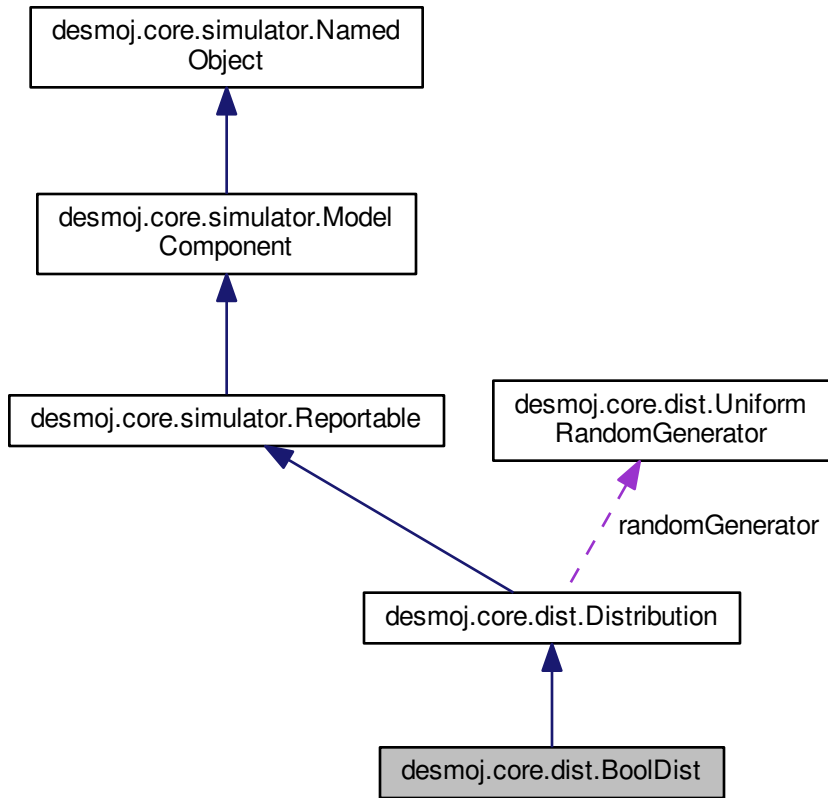 desmoj.core.simulator.Named
Object
desmoj.core.simulator.Model
Component
desmoj.core.simulator.Reportable
desmoj.core.dist.Uniform
RandomGenerator
randomGenerator
desmoj.core.dist.Distribution
desmoj.core.dist.BoolDist